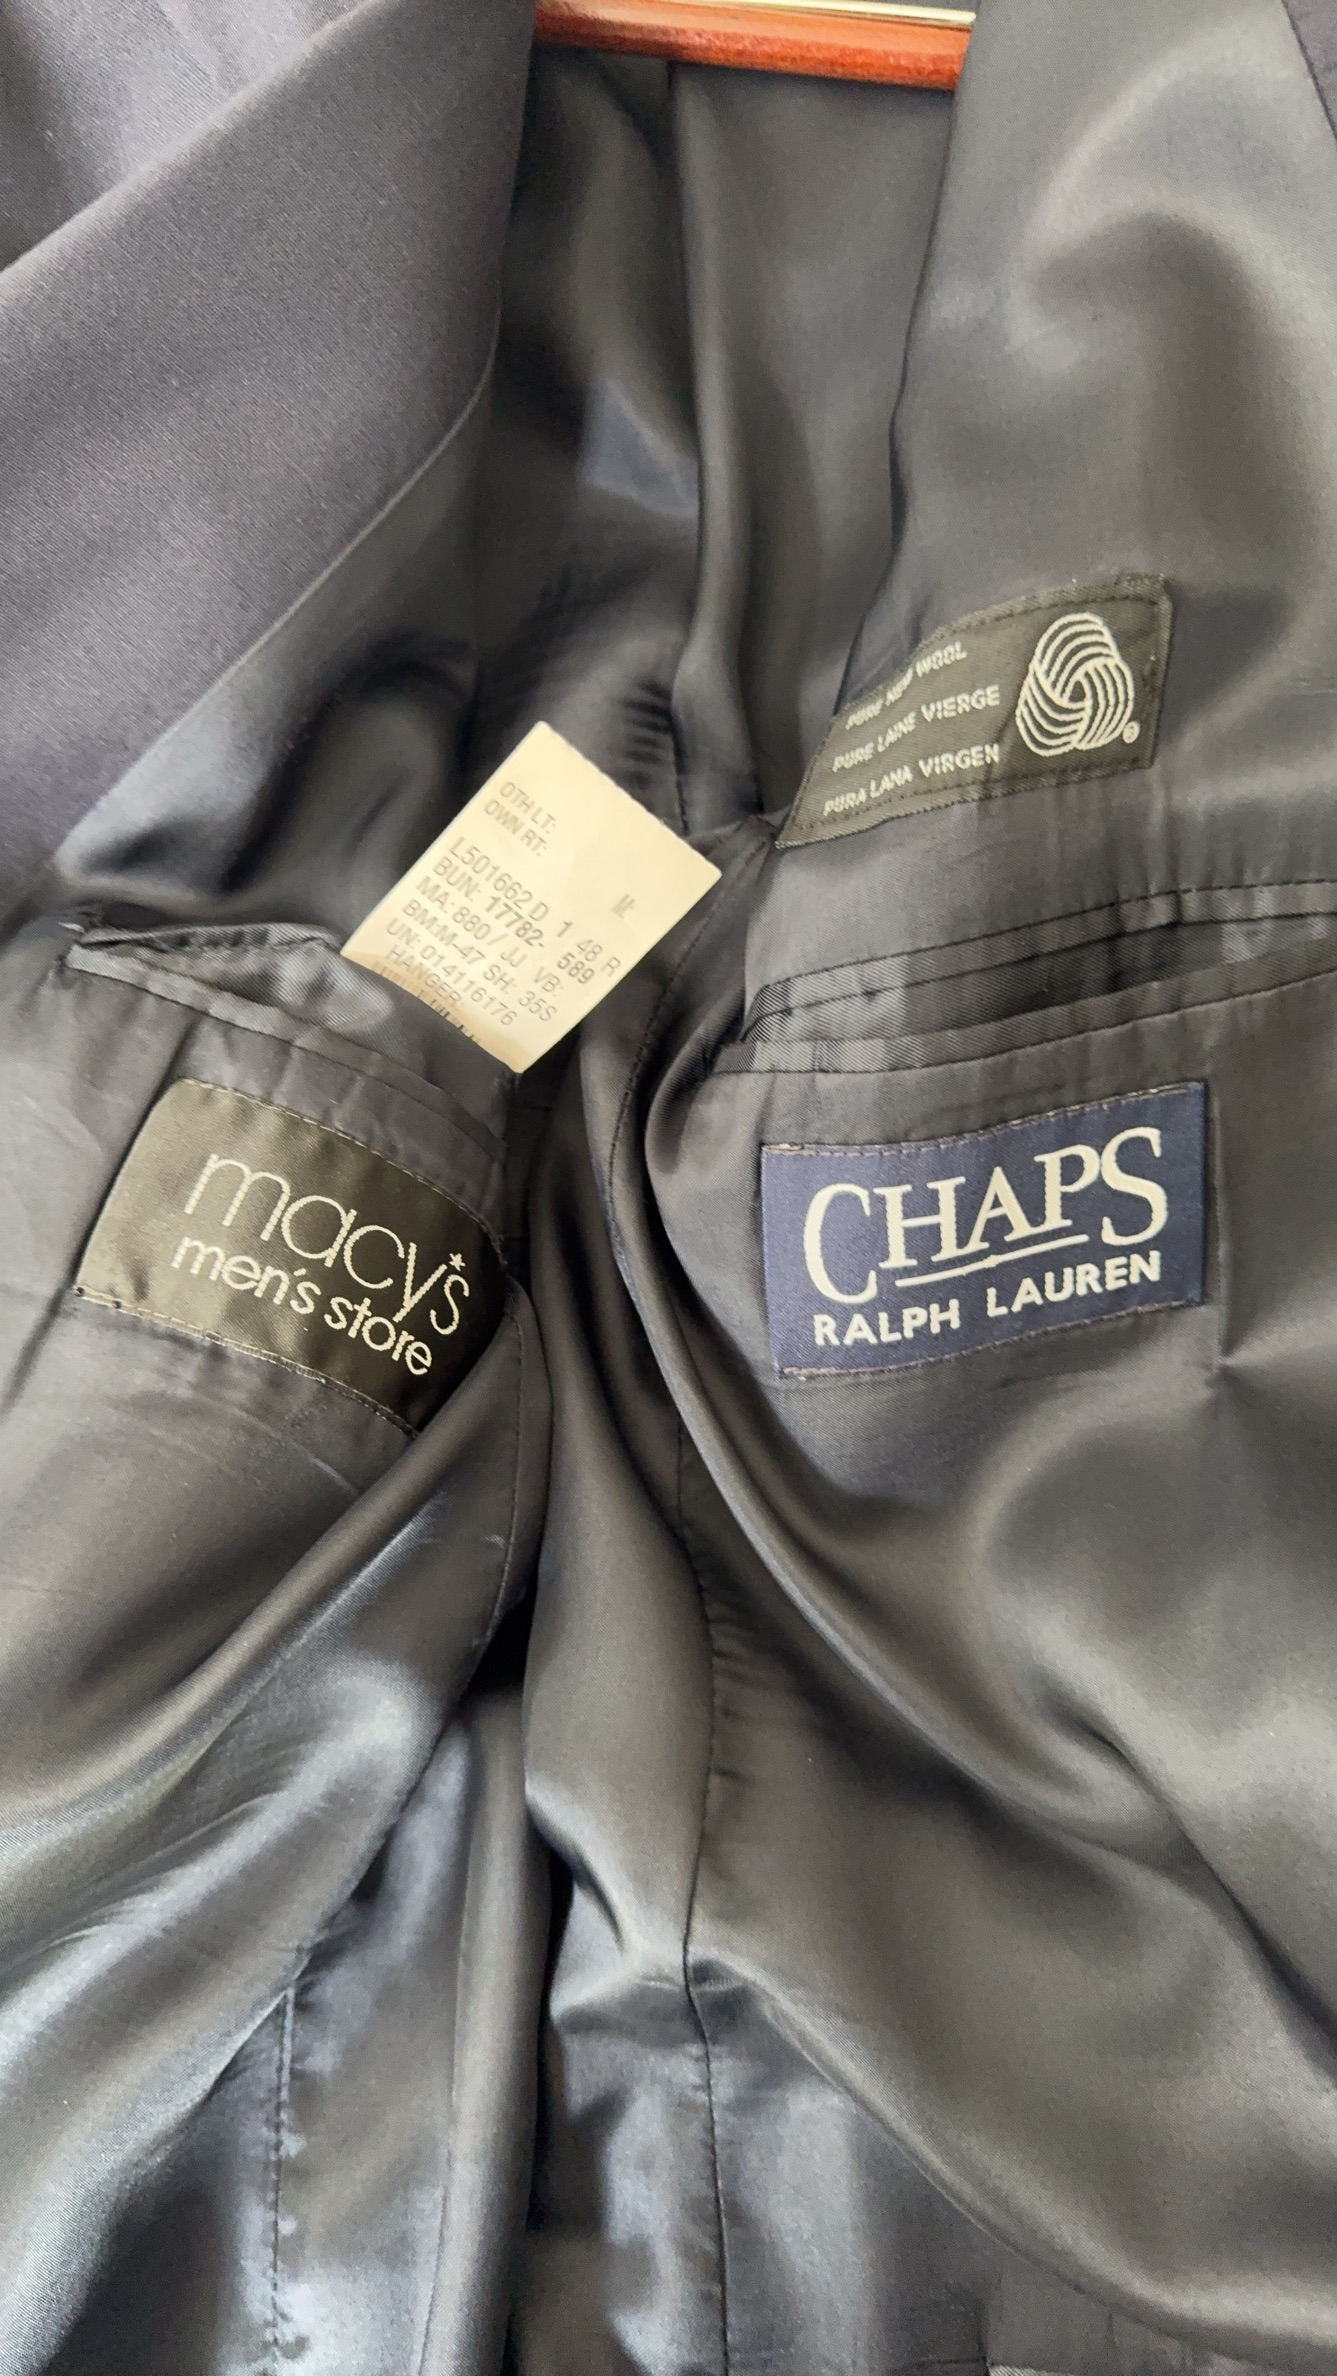 PURE NEW WOOL
PURE LAINE VIERGE
PURA LANA VIRGEN
OTH LT:
OWN RT:
M:
L501662 D 1 48 R
BUN: 17782- 589
MA: 880 / JJ VB:
BM:M-47 SH: 35S
UN: 014116176
HANGER
macy*s
men's store
CHAPS
RALPH LAUREN